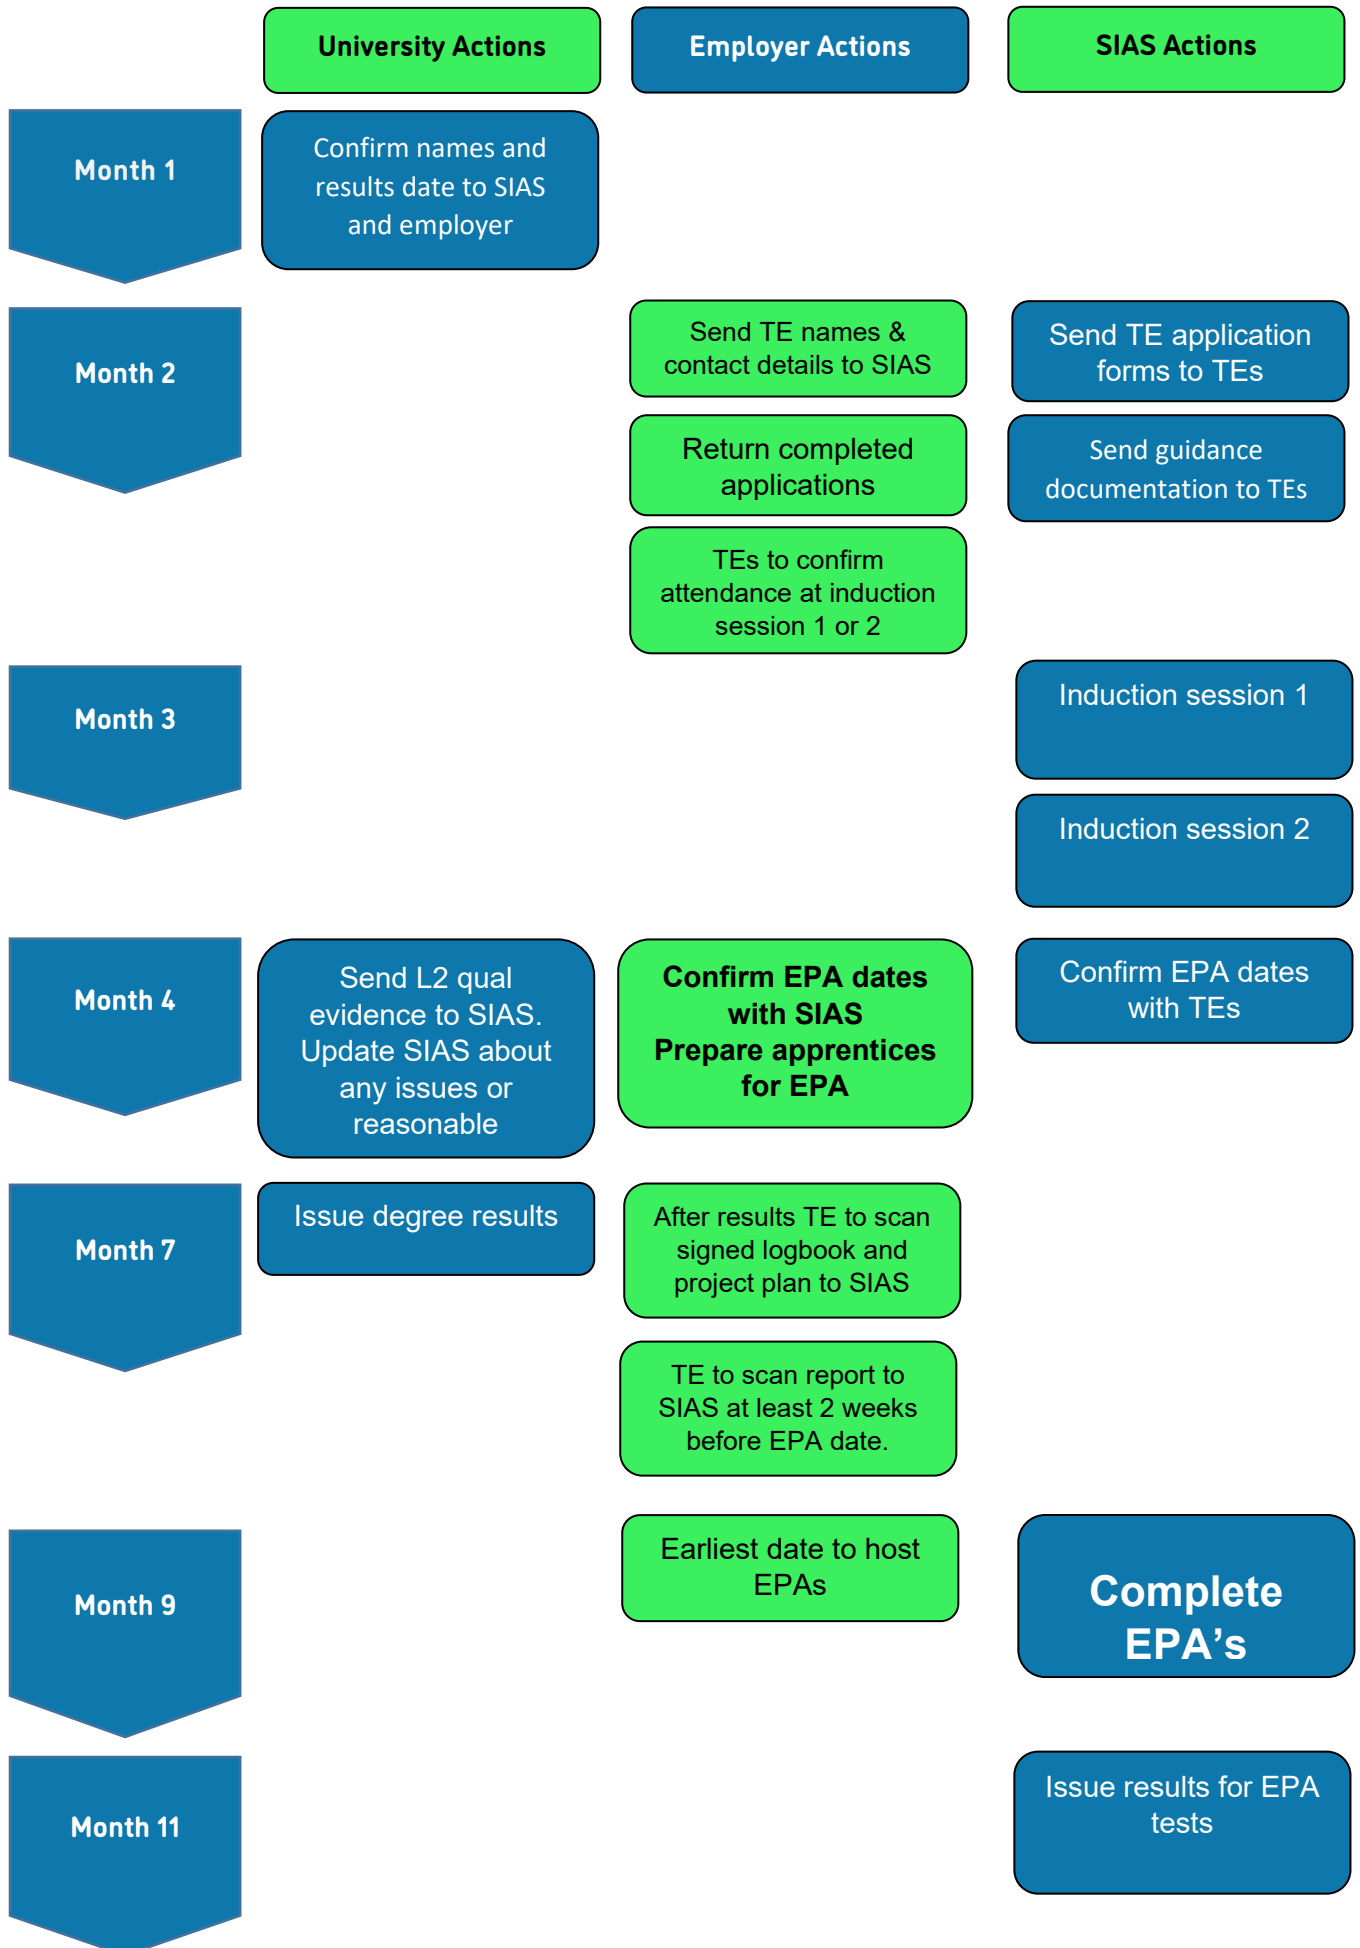 University Actions
Employer Actions
SIAS Actions
Month 1
Confirm names and
results date to SIAS
and employer
Month 2
Send TE names &
contact details to SIAS
Send TE application
forms to TEs
Return completed
applications
Send guidance
documentation to TEs
TEs to confirm
attendance at induction
session 1 or 2
Month 3
Induction session 1
Induction session 2
Month 4
Send L2 qual
evidence to SIAS.
Update SIAS about
any issues or
reasonable
Confirm EPA dates
with SIAS
Prepare apprentices
for EPA
Confirm EPA dates
with TEs
Month 7
Issue degree results
After results TE to scan
signed logbook and
project plan to SIAS
TE to scan report to
SIAS at least 2 weeks
before EPA date.
Month 9
Earliest date to host
EPAs
Complete
EPA’s
Month 11
Issue results for EPA
tests